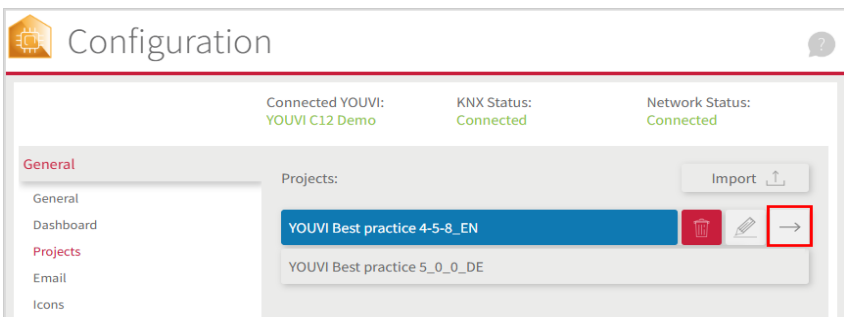 Configuration
?
Connected YOUVI: KNX Status: Network Status:
YOUVI C12 Demo Connected Connected
General
Projects: Import
General
Dashboard
YOUVI Best practice 4-5-8_EN
Projects
YOUVI Best practice 5_0_0_DE
Email
Icons